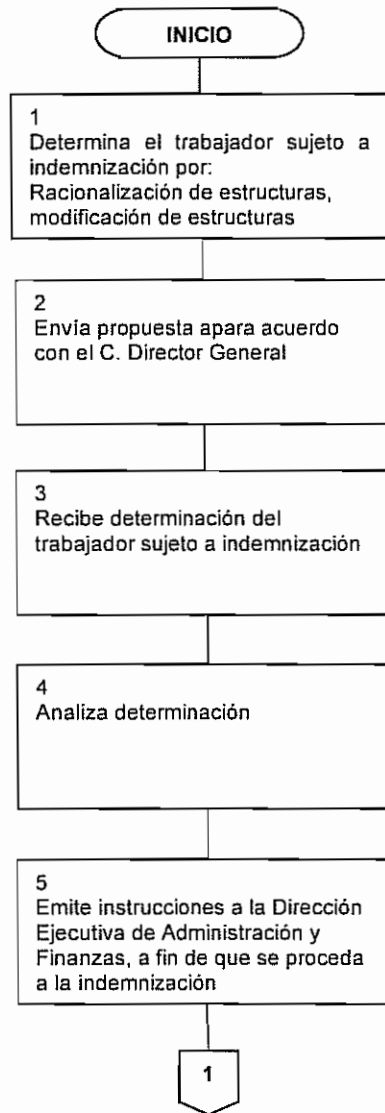 INICIO
1
Determina el trabajador sujeto a
indemnización por:
Racionalización de estructuras,
modificación de estructuras
2
Envía propuesta apara acuerdo
con el C. Director General
3
Recibe determinación del
trabajador sujeto a indemnización
4
Analiza determinación
5
Emite instrucciones a la Dirección
Ejecutiva de Administración y
Finanzas, a fin de que se proceda
a la indemnización
1